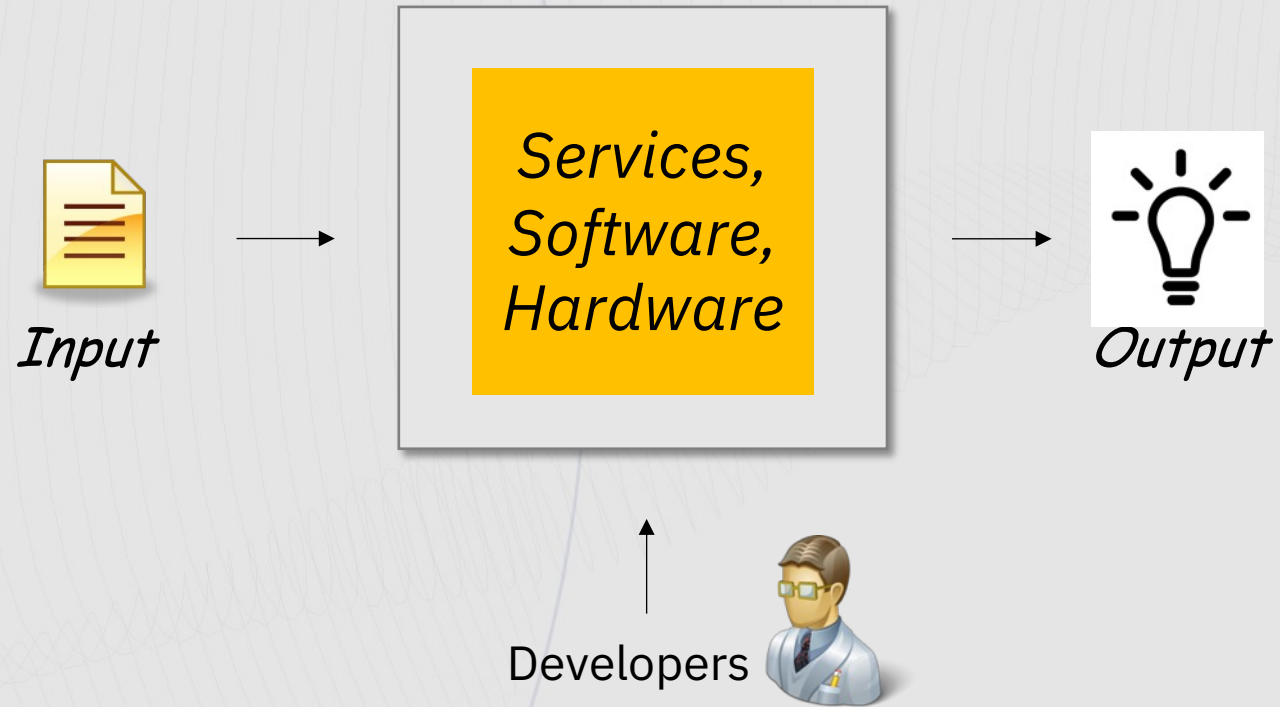 Services,
Software,
Hardware
Input
Output
Developers